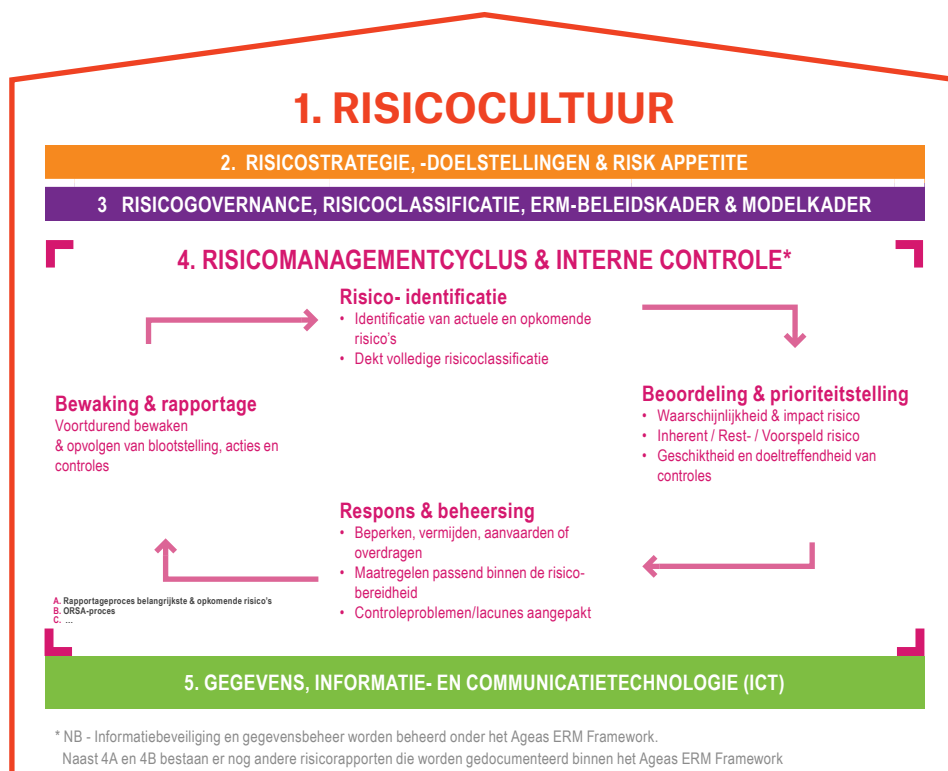 1. RISICOCULTUUR
2. RISICOSTRATEGIE, -DOELSTELLINGEN & RISK APPETITE
3 RISICOGOVERNANCE, RISICOCLASSIFICATIE, ERM-BELEIDSKADER & MODELKADER
4. RISICOMANAGEMENTCYCLUS & INTERNE CONTROLE*
Risico- identificatie
• Identificatie van actuele en opkomende
risico's
• Dekt volledige risicoclassificatie
Beoordeling & prioriteitstelling
• Waarschijnlijkheid & impact risico
• Inherent / Rest- / Voorspeld risico
• Geschiktheid en doeltreffendheid van
controles
Respons & beheersing
• Beperken, vermijden, aanvaarden of
overdragen
• Maatregelen passend binnen de risico-
bereidheid
• Controleproblemen/lacunes aangepakt
Bewaking & rapportage
Voortdurend bewaken
& opvolgen van blootstelling, acties en
controles
A. Rapportageproces belangrijkste & opkomende risico's
B. ORSA-proces
C. ...
5. GEGEVENS, INFORMATIE- EN COMMUNICATIETECHNOLOGIE (ICT)
* NB - Informatiebeveiliging en gegevensbeheer worden beheerd onder het Ageas ERM Framework.
Naast 4A en 4B bestaan er nog andere risicorapporten die worden gedocumenteerd binnen het Ageas ERM Framework